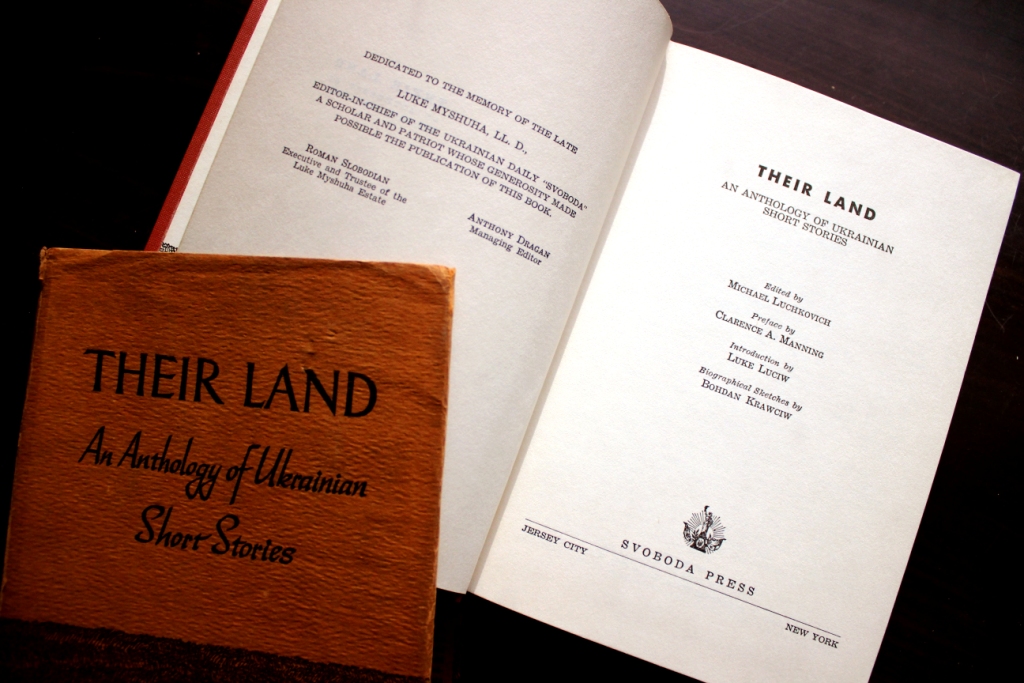 DEDICATED TO THE MEMORY OF THE LATE
LUKE MYSHUHA, LL. D.,
EDITOR-IN-CHIEF OF THE UKRAINIAN DAILY "SVOBODA"
A SCHOLAR AND PATRIOT WHOSE GENEROSITY MADE
POSSIBLE THE PUBLICATION OF THIS BOOK.
ROMAN SLOBODIAN
Executive and Trustee of the
Luke Myshuha Estate
ANTHONY DRAGAN
Managing Editor
THEIR LAND
AN ANTHOLOGY OF UKRAINIAN
SHORT STORIES
Edited by
MICHAEL LUCHKOVICH
Preface by
CLARENCE A. MANNING
Introduction by
LUKE LUCIW
Biographical Sketches by
BOHDAN KRAWCIW
JERSEY CITY
SVOBODA PRESS
NEW YORK
THEIR LAND
An Anthology of Ukrainian
Short Stories